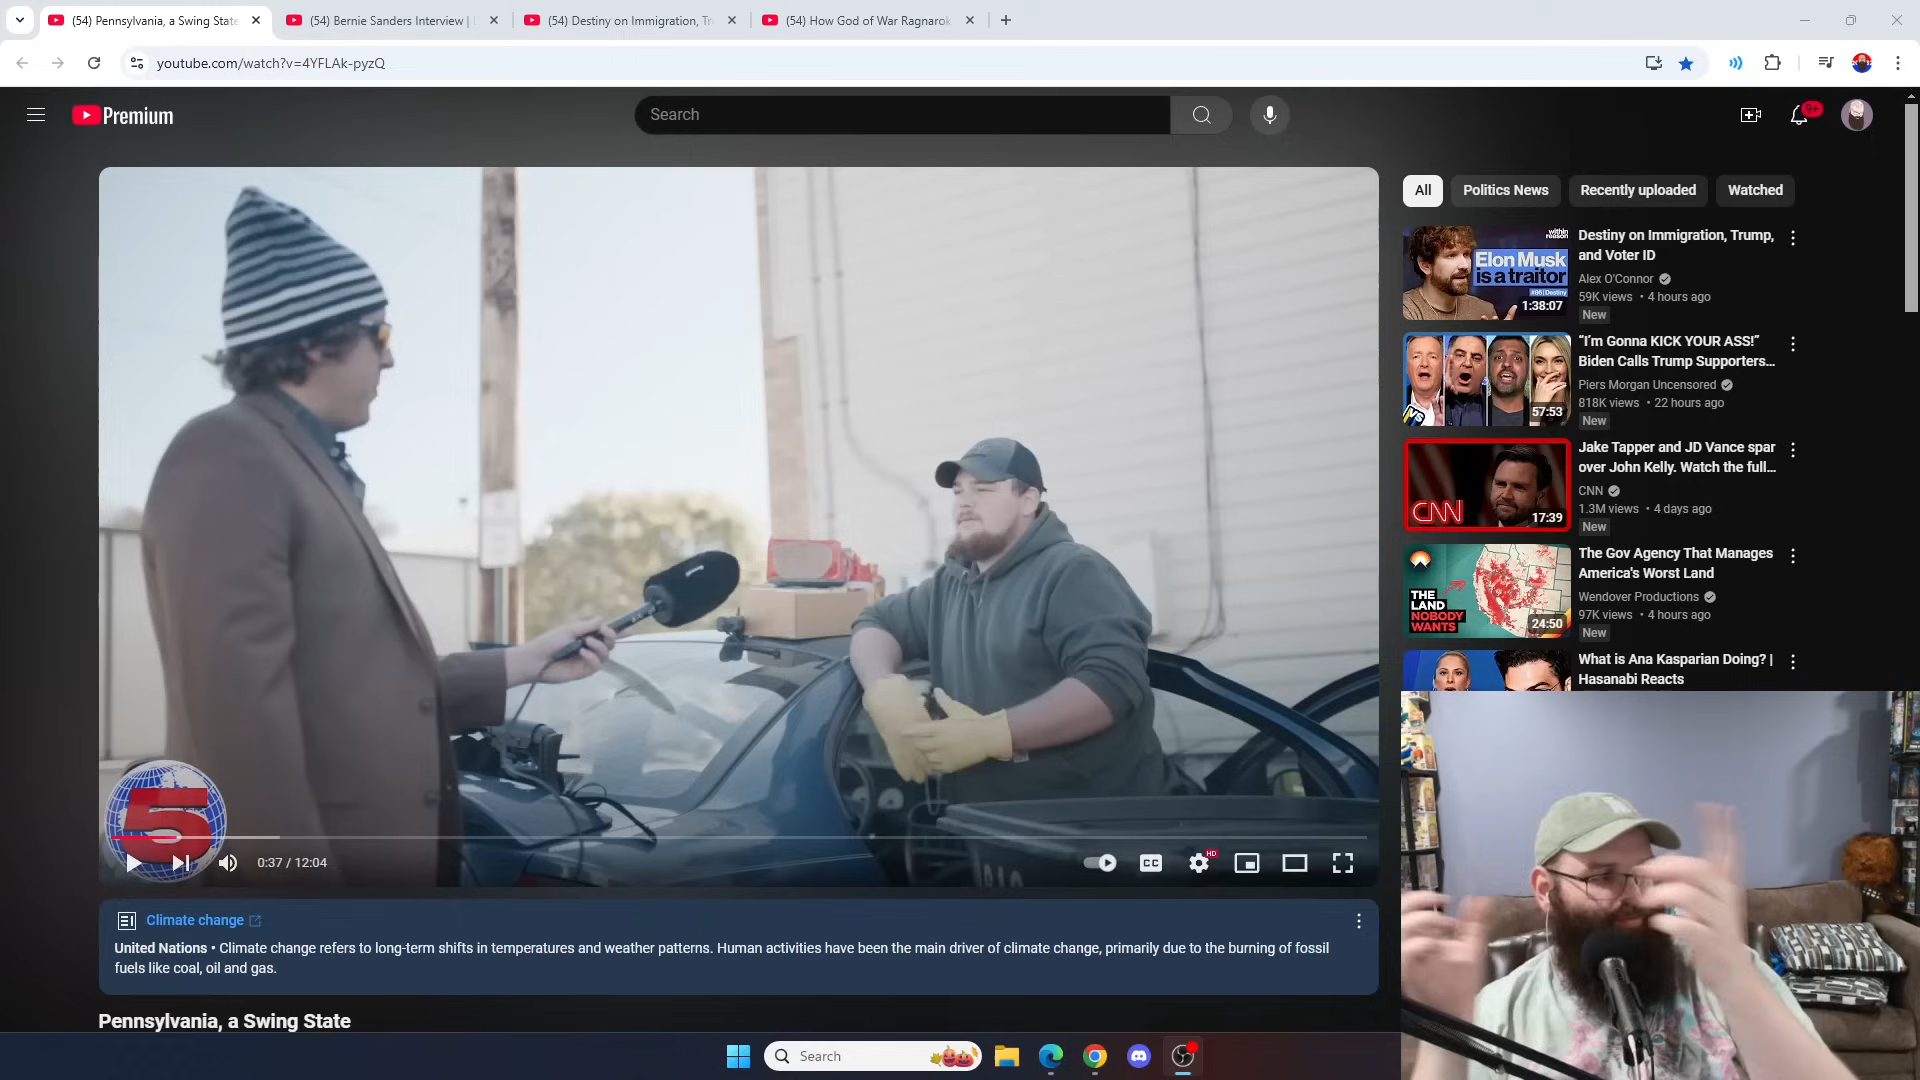 (54) Pennsylvania, a Swing State
(54) Bernie Sanders Interview |
(54) Destiny on Immigration, Tr
(54) How God of War Ragnarok
youtube.com/watch?v=4YFLAk-pyzQ
Premium
Search
9+
All
Politics News
Recently uploaded
Watched
within reason
Elon Musk
is a traitor
#86 | Destiny
1:38:07
Destiny on Immigration, Trump,
and Voter ID
Alex O'Connor
59K views • 4 hours ago
New
57:53
“I'm Gonna KICK YOUR ASS!”
Biden Calls Trump Supporters...
Piers Morgan Uncensored
818K views • 22 hours ago
New
CNN
17:39
Jake Tapper and JD Vance spar
over John Kelly. Watch the full...
CNN
1.3M views • 4 days ago
New
THE
LAND
NOBODY
WANTS
24:50
The Gov Agency That Manages
America's Worst Land
Wendover Productions
97K views • 4 hours ago
New
What is Ana Kasparian Doing? |
Hasanabi Reacts
5
0:37 / 12:04
CC
HD
Climate change
United Nations • Climate change refers to long-term shifts in temperatures and weather patterns. Human activities have been the main driver of climate change, primarily due to the burning of fossil
fuels like coal, oil and gas.
Pennsylvania, a Swing State
Search